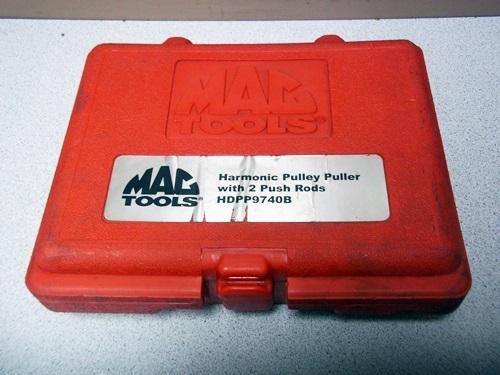 MAC
TOOLS®
MAC
TOOLS®
Harmonic Pulley Puller
with 2 Push Rods
HDPP9740B